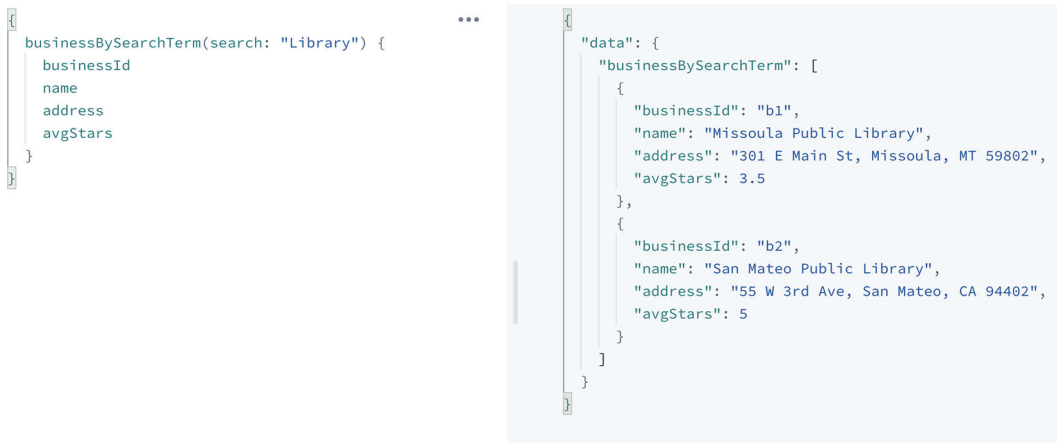 {
  businessBySearchTerm(search: "Library") {
    businessId
    name
    address
    avgStars
  }
}
{
  "data": {
    "businessBySearchTerm": [
      {
        "businessId": "b1",
        "name": "Missoula Public Library",
        "address": "301 E Main St, Missoula, MT 59802",
        "avgStars": 3.5
      },
      {
        "businessId": "b2",
        "name": "San Mateo Public Library",
        "address": "55 W 3rd Ave, San Mateo, CA 94402",
        "avgStars": 5
      }
    ]
  }
}